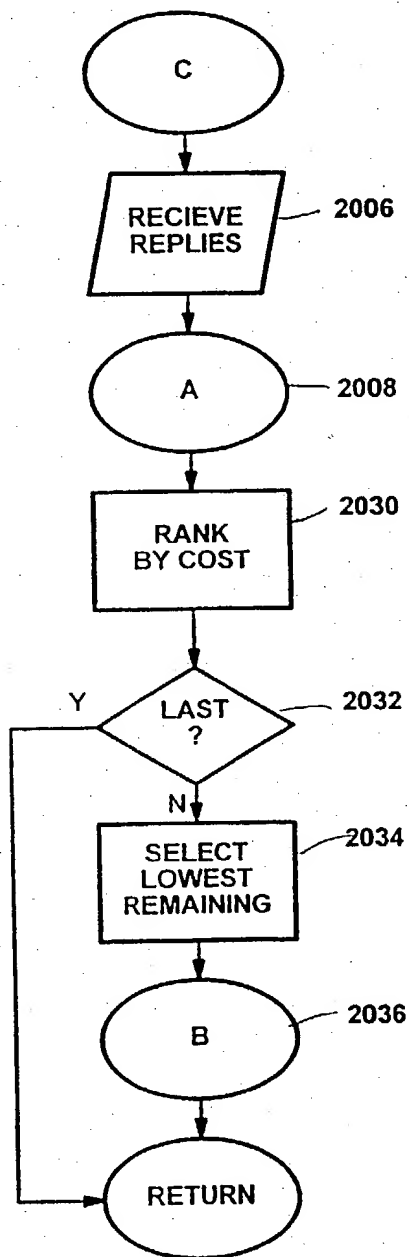 C
RECIEVE
REPLIES
2006
A
2008
RANK
BY COST
2030
Y
LAST
?
2032
N
SELECT
LOWEST
REMAINING
2034
B
2036
RETURN